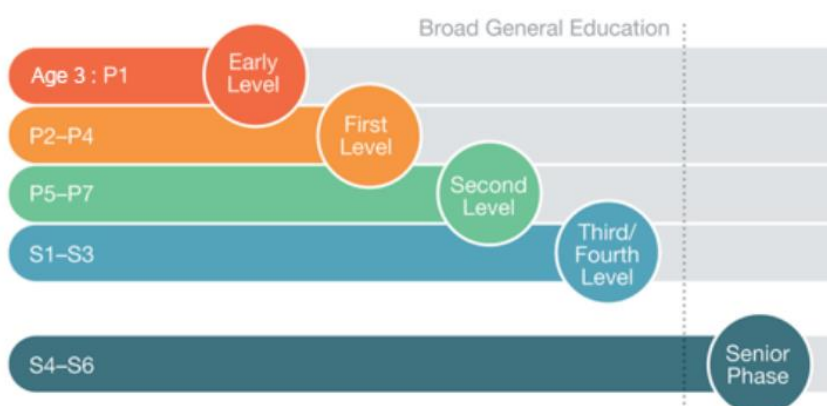 Broad General Education
Age 3 : P1
Early
Level
P2–P4
First
Level
P5–P7
Second
Level
S1–S3
Third/
Fourth
Level
S4–S6
Senior
Phase